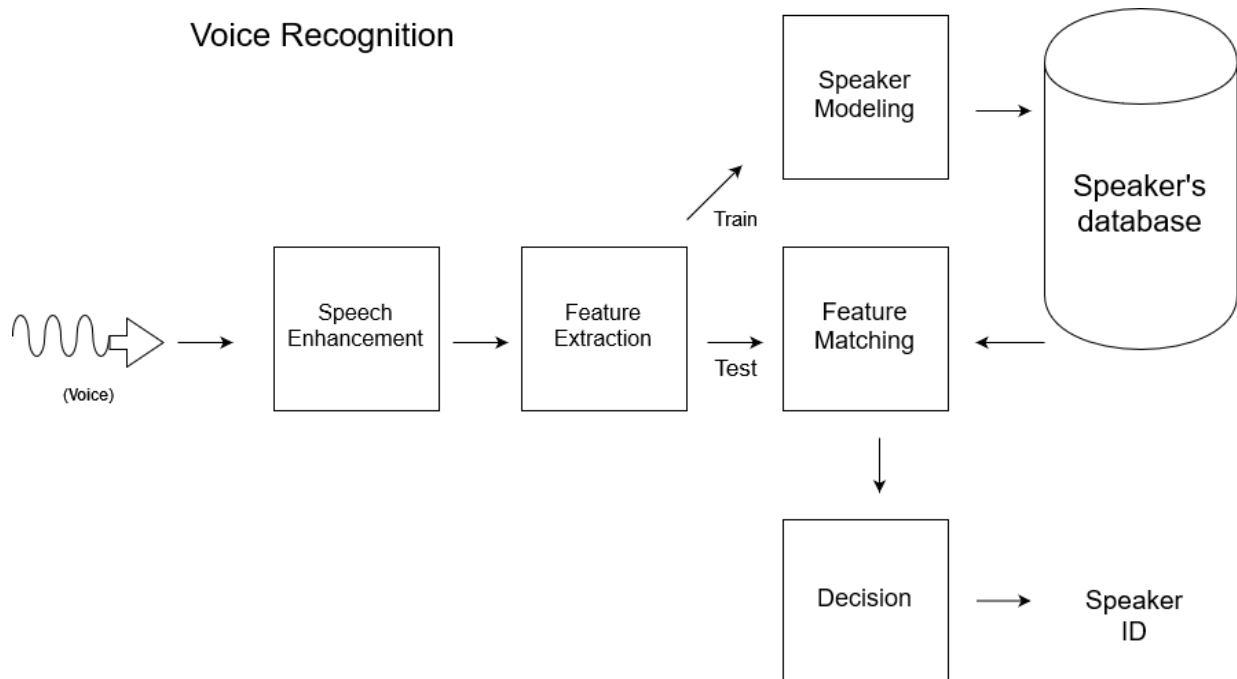 Voice Recognition
Speaker
Modeling
Speaker's
database
Train
Speech
Enhancement
Feature
Extraction
Test
Feature
Matching
(Voice)
Decision
Speaker
ID